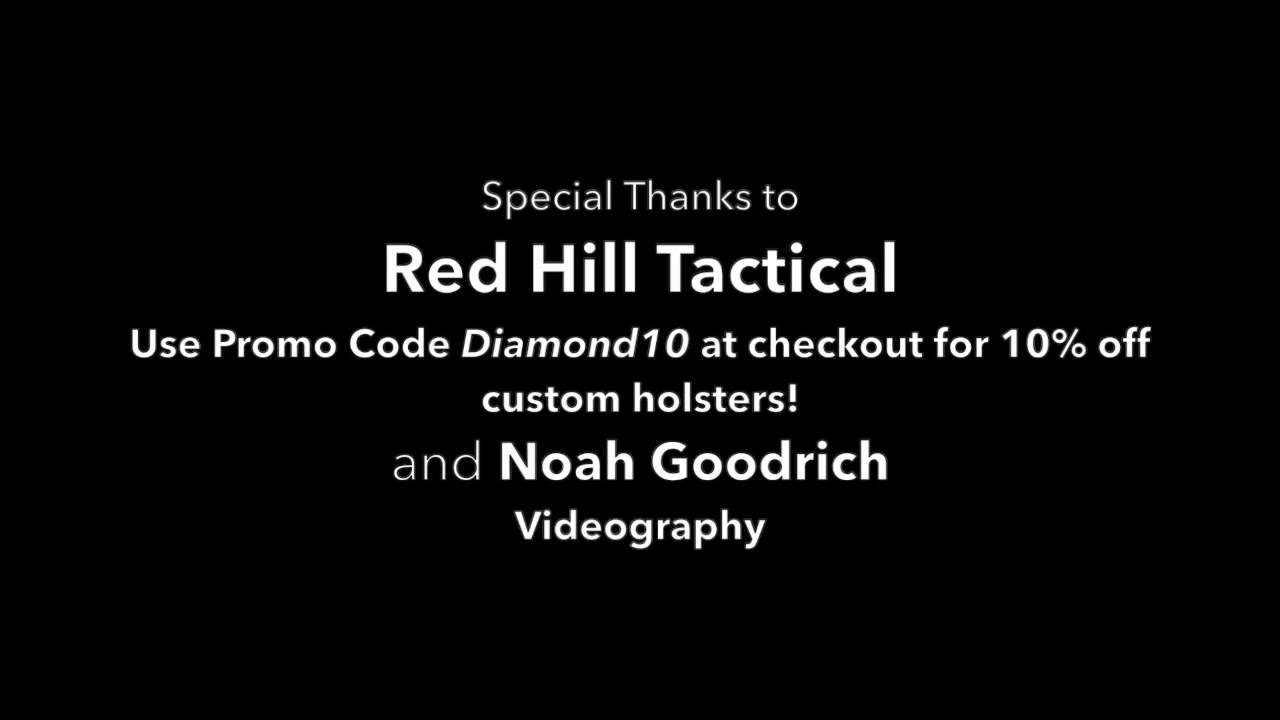 Special Thanks to
Red Hill Tactical
Use Promo Code Diamond10 at checkout for 10% off
custom holsters!
and Noah Goodrich
Videography